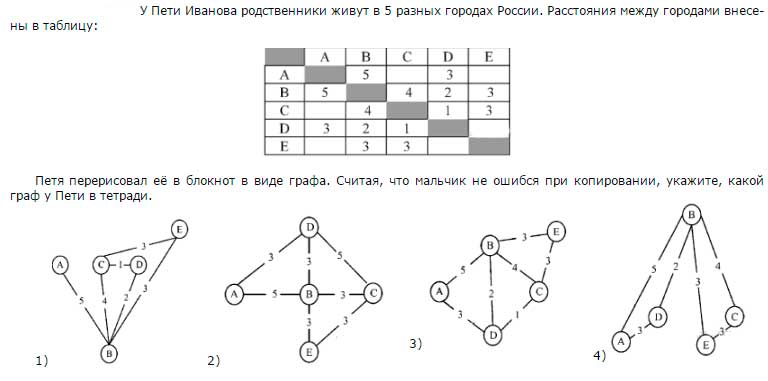 У Пети Иванова родственники живут в 5 разных городах России. Расстояния между городами внесе-
ны в таблицу:
A B C D E
A 5 3
B 5 4 2 3
C 4 1 3
D 3 2 1
E 3 3
Петя перерисовал её в блокнот в виде графа. Считая, что мальчик не ошибся при копировании, укажите, какой
граф у Пети в тетради.
1) A C D E B 3 1 5 4 2 3
2) D A B C E 3 3 5 5 3 3 3
3) B E A C D 3 5 4 3 2 3 1
4) B D C A E 5 2 3 4 3 3